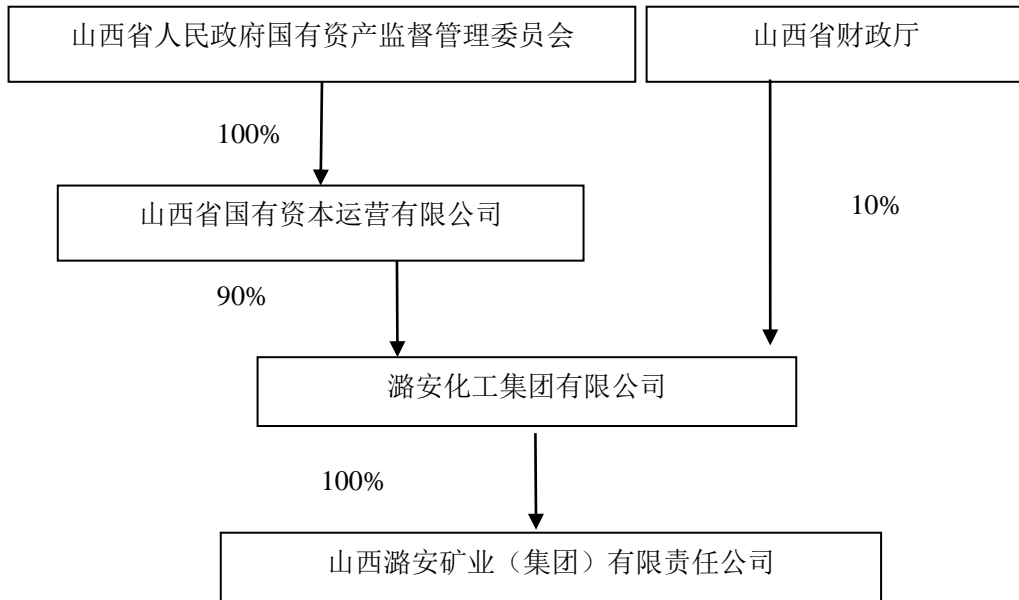 山西省人民政府国有资产监督管理委员会
山西省财政厅
100%
山西省国有资本运营有限公司
10%
90%
潞安化工集团有限公司
100%
山西潞安矿业（集团）有限责任公司